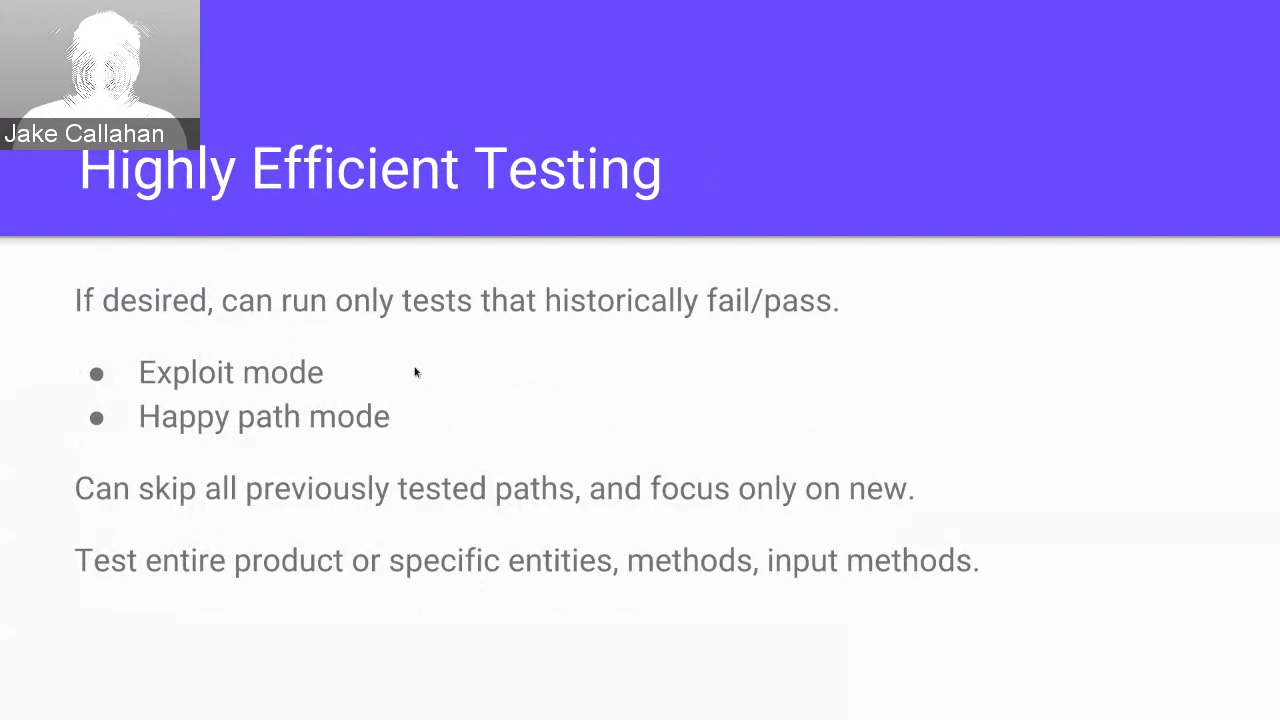 Jake Callahan
Highly Efficient Testing
If desired, can run only tests that historically fail/pass.
● Exploit mode
● Happy path mode
Can skip all previously tested paths, and focus only on new.
Test entire product or specific entities, methods, input methods.